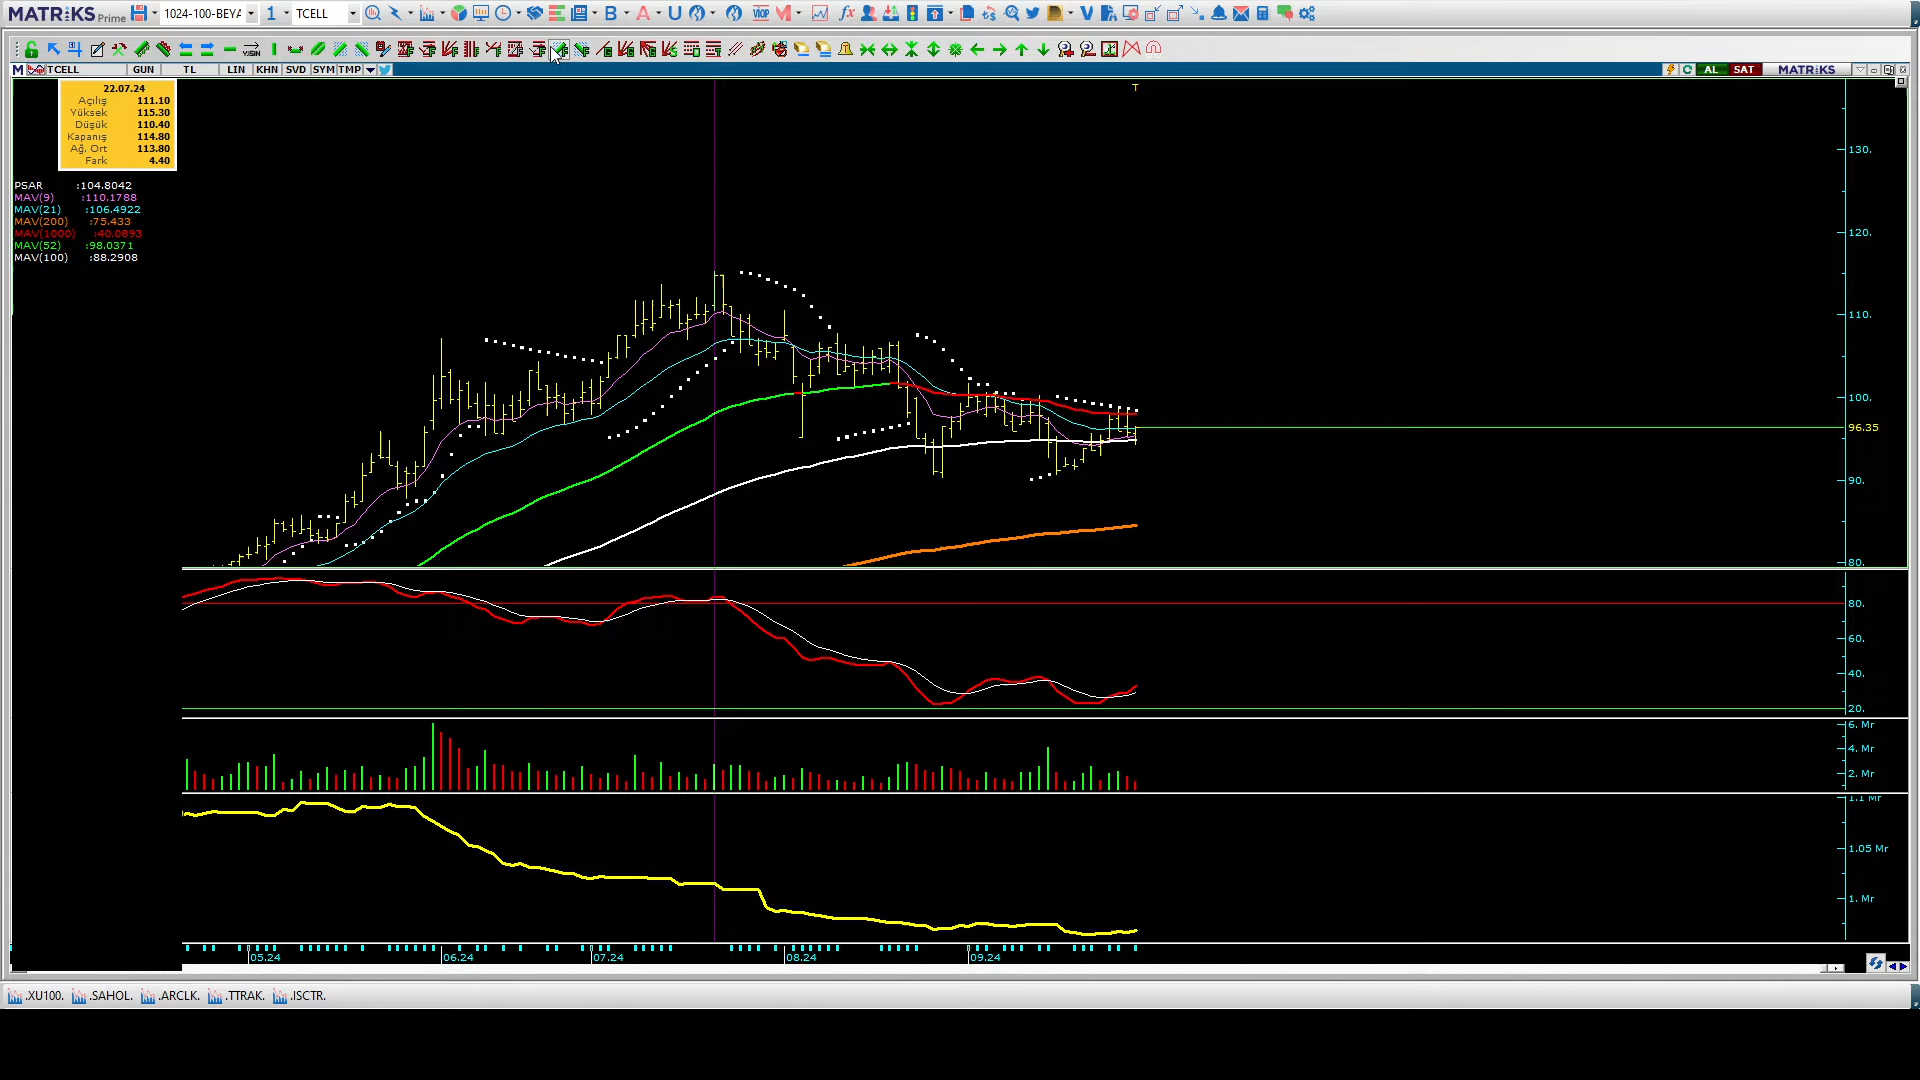 MATRiKS Prime 1024-100-BEYA 1 TCELL
B A U VIOP M fx V
M TCELL GUN TL LIN KHN SVD SYM TMP AL SAT MATRiKS
22.07.24
Açılış 111.10
Yüksek 115.30
Düşük 110.40
Kapanış 114.80
Ağ. Ort 113.80
Fark 4.40
PSAR :104.8042
MAV(9) :110.1788
MAV(21) :106.4922
MAV(200) :75.433
MAV(1000) :40.0893
MAV(52) :98.0371
MAV(100) :88.2908
T
130.
120.
110.
100.
96.35
90.
80.
80.
60.
40.
20.
6. Mr
4. Mr
2. Mr
1.1 Mr
1.05 Mr
1. Mr
05.24 06.24 07.24 08.24 09.24
.XU100. .SAHOL. .ARCLK. .TTRAK. .ISCTR.